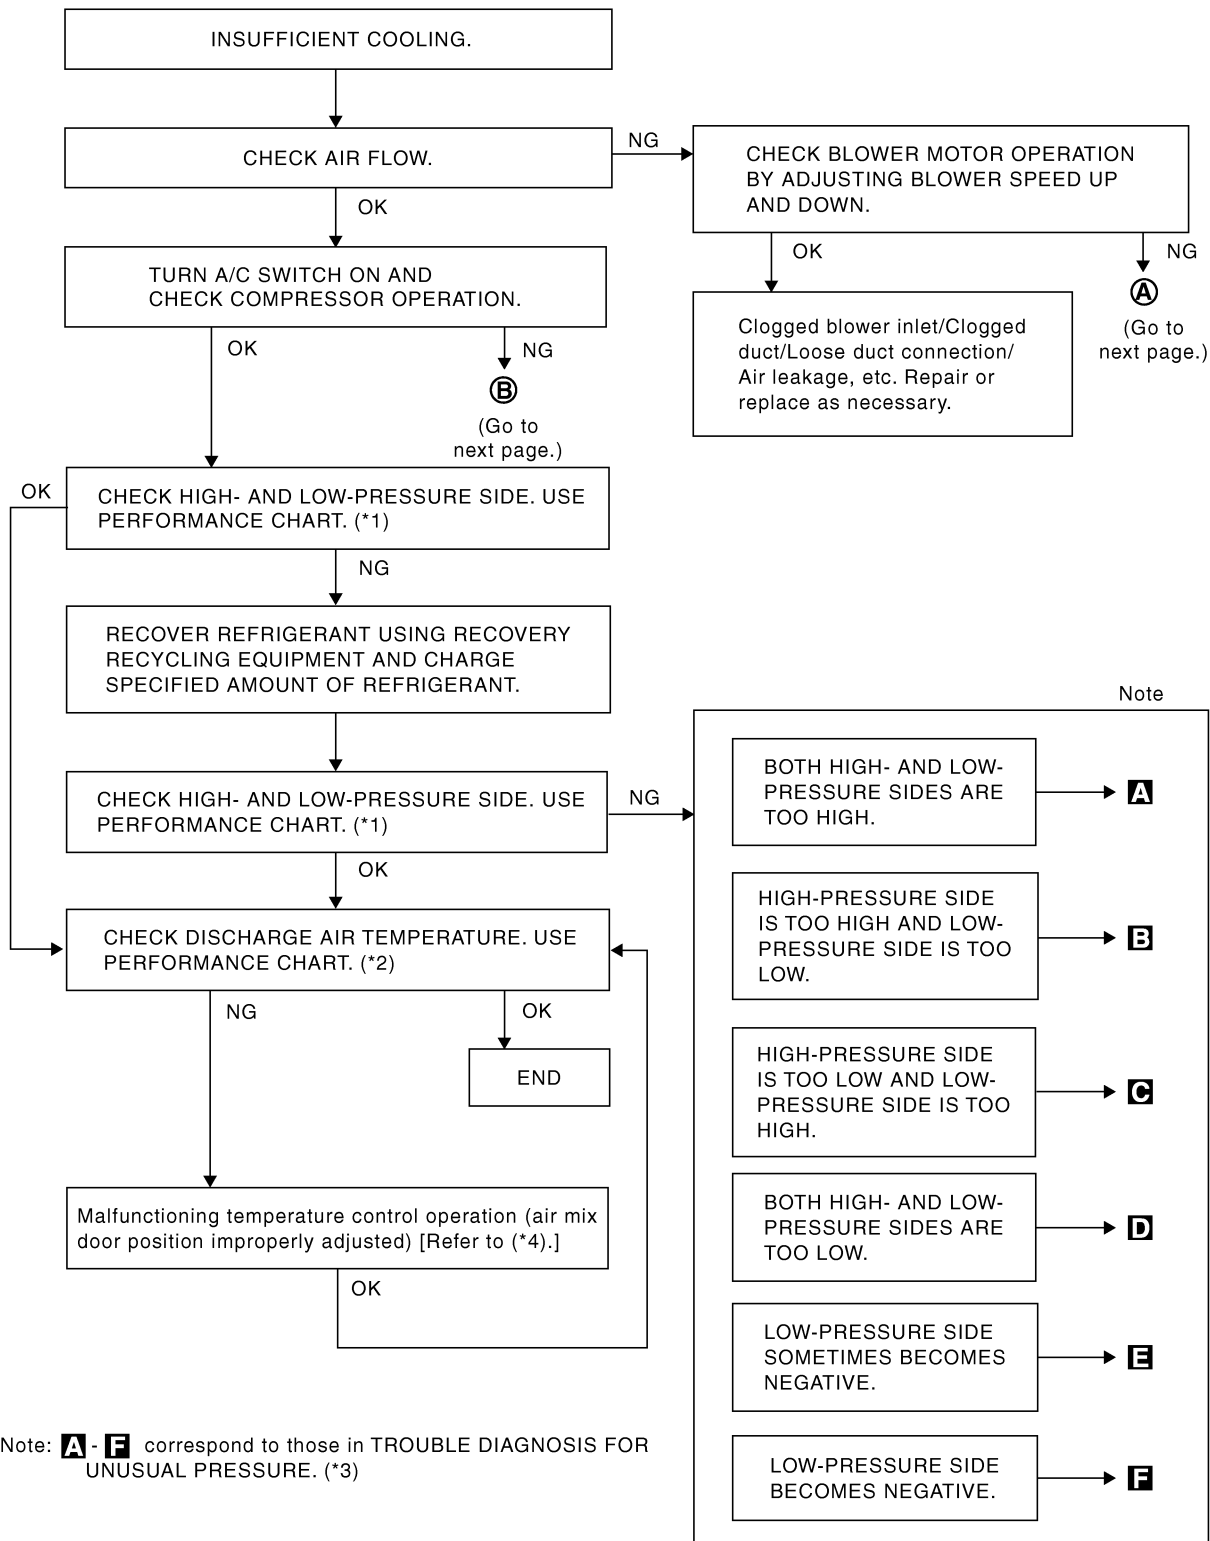 INSUFFICIENT COOLING.
CHECK AIR FLOW.
NG
CHECK BLOWER MOTOR OPERATION
BY ADJUSTING BLOWER SPEED UP
AND DOWN.
OK
OK
NG
A
(Go to
next page.)
Clogged blower inlet/Clogged
duct/Loose duct connection/
Air leakage, etc. Repair or
replace as necessary.
TURN A/C SWITCH ON AND
CHECK COMPRESSOR OPERATION.
OK
NG
B
(Go to
next page.)
OK
CHECK HIGH- AND LOW-PRESSURE SIDE. USE
PERFORMANCE CHART. (*1)
NG
RECOVER REFRIGERANT USING RECOVERY
RECYCLING EQUIPMENT AND CHARGE
SPECIFIED AMOUNT OF REFRIGERANT.
CHECK HIGH- AND LOW-PRESSURE SIDE. USE
PERFORMANCE CHART. (*1)
NG
OK
CHECK DISCHARGE AIR TEMPERATURE. USE
PERFORMANCE CHART. (*2)
NG
OK
END
Malfunctioning temperature control operation (air mix
door position improperly adjusted) [Refer to (*4).]
OK
Note
BOTH HIGH- AND LOW-
PRESSURE SIDES ARE
TOO HIGH.
A
HIGH-PRESSURE SIDE
IS TOO HIGH AND LOW-
PRESSURE SIDE IS TOO
LOW.
B
HIGH-PRESSURE SIDE
IS TOO LOW AND LOW-
PRESSURE SIDE IS TOO
HIGH.
C
BOTH HIGH- AND LOW-
PRESSURE SIDES ARE
TOO LOW.
D
LOW-PRESSURE SIDE
SOMETIMES BECOMES
NEGATIVE.
E
LOW-PRESSURE SIDE
BECOMES NEGATIVE.
F
Note: A - F correspond to those in TROUBLE DIAGNOSIS FOR
UNUSUAL PRESSURE. (*3)